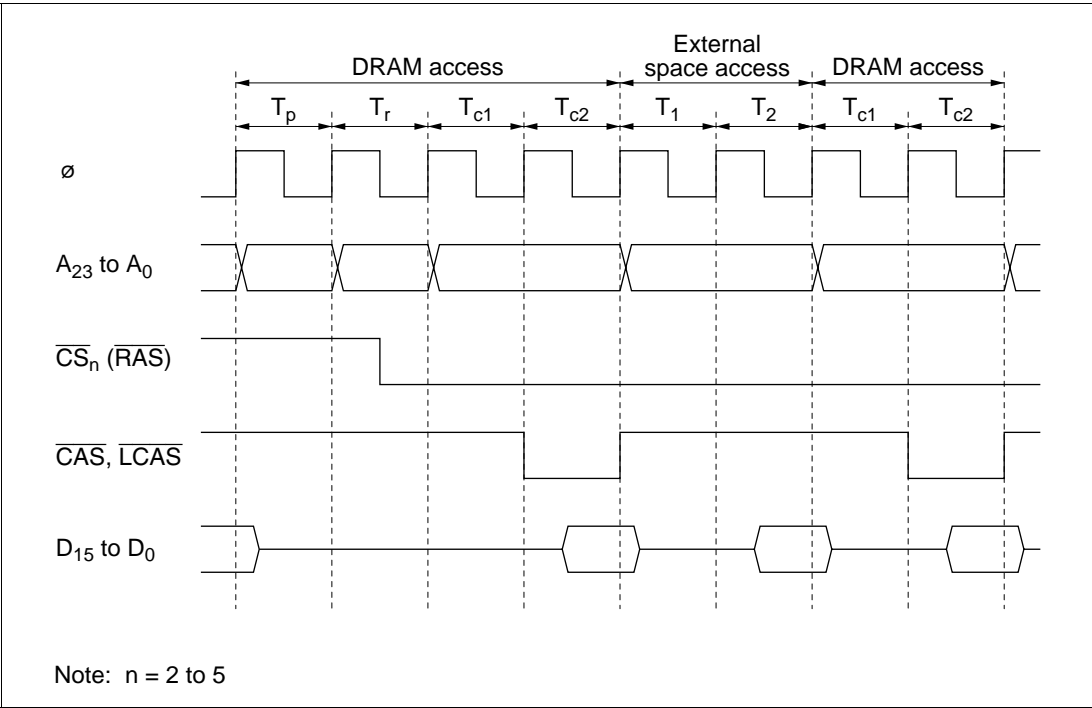 External
DRAM access space access DRAM access
Tp Tr Tc1 Tc2 T1 T2 Tc1 Tc2
ø
A23 to A0
CSn (RAS)
CAS, LCAS
D15 to D0
Note: n = 2 to 5